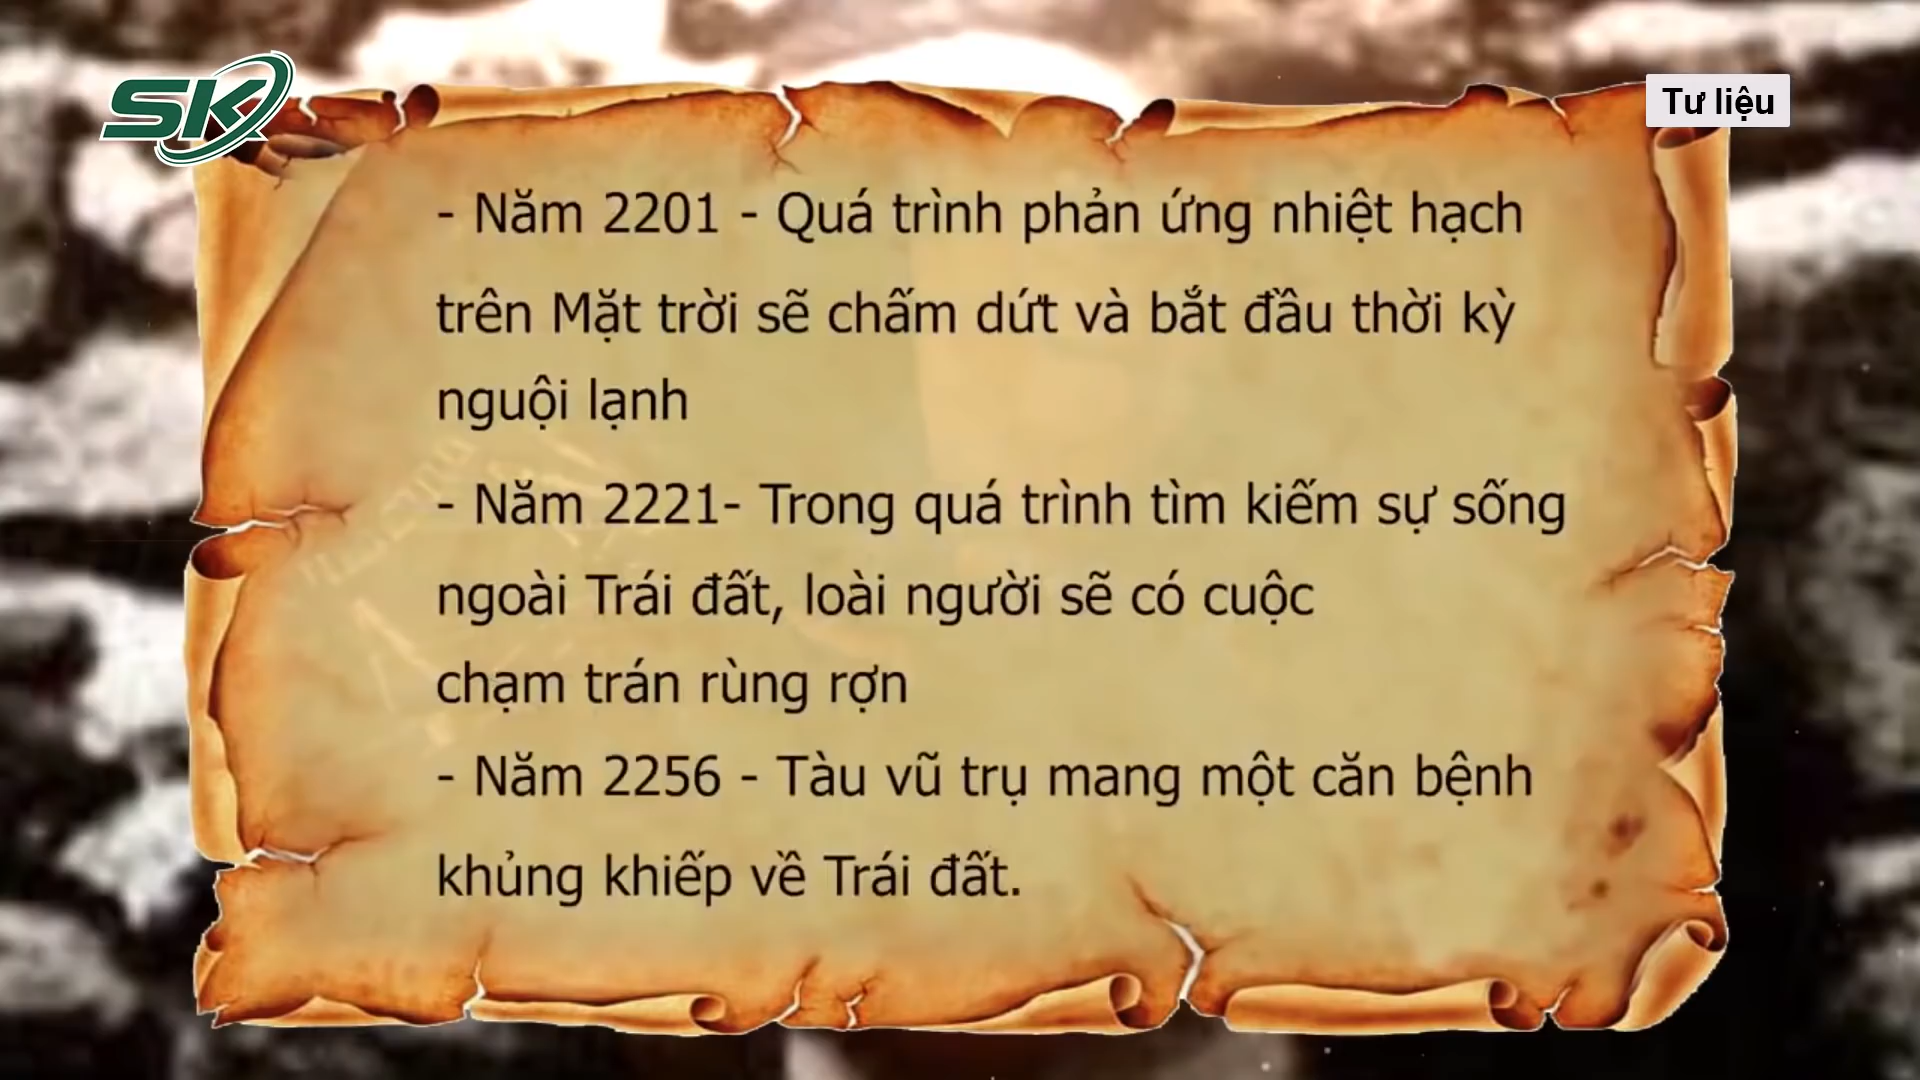 SK
Tư liệu
- Năm 2201 - Quá trình phản ứng nhiệt hạch
trên Mặt trời sẽ chấm dứt và bắt đầu thời kỳ
nguội lạnh
- Năm 2221- Trong quá trình tìm kiếm sự sống
ngoài Trái đất, loài người sẽ có cuộc
chạm trán rùng rợn
- Năm 2256 - Tàu vũ trụ mang một căn bệnh
khủng khiếp về Trái đất.